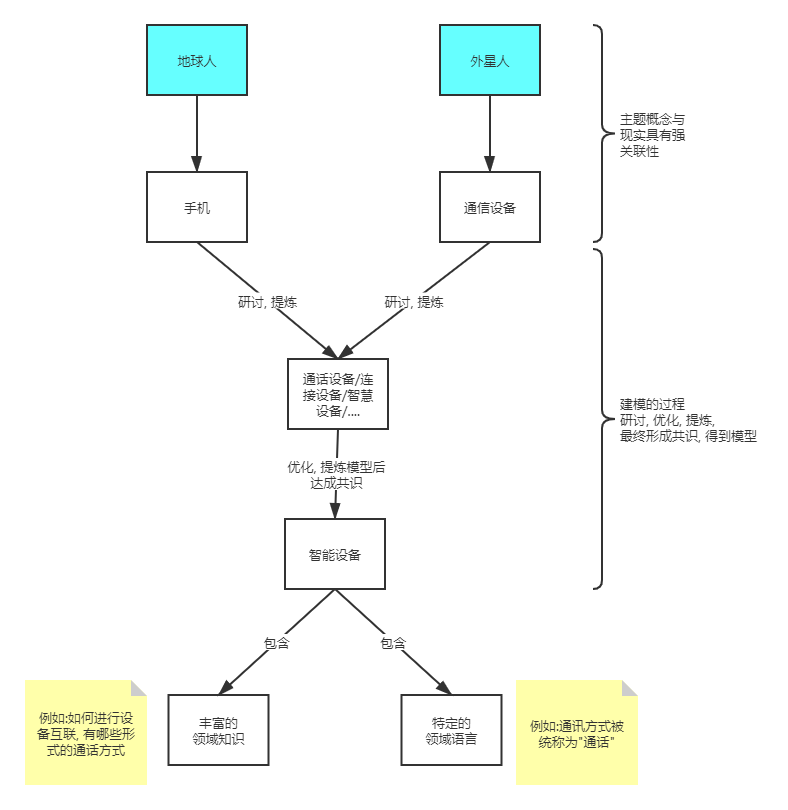 地球人
外星人
主题概念与
现实具有强
关联性
手机
通信设备
研讨, 提炼
研讨, 提炼
通话设备/连
接设备/智慧
设备/....
建模的过程
研讨, 优化, 提炼,
最终形成共识, 得到模型
优化, 提炼模型后
达成共识
智能设备
包含
包含
例如:如何进行设
备互联, 有哪些形
式的通话方式
丰富的
领域知识
特定的
领域语言
例如:通讯方式被
统称为"通话"